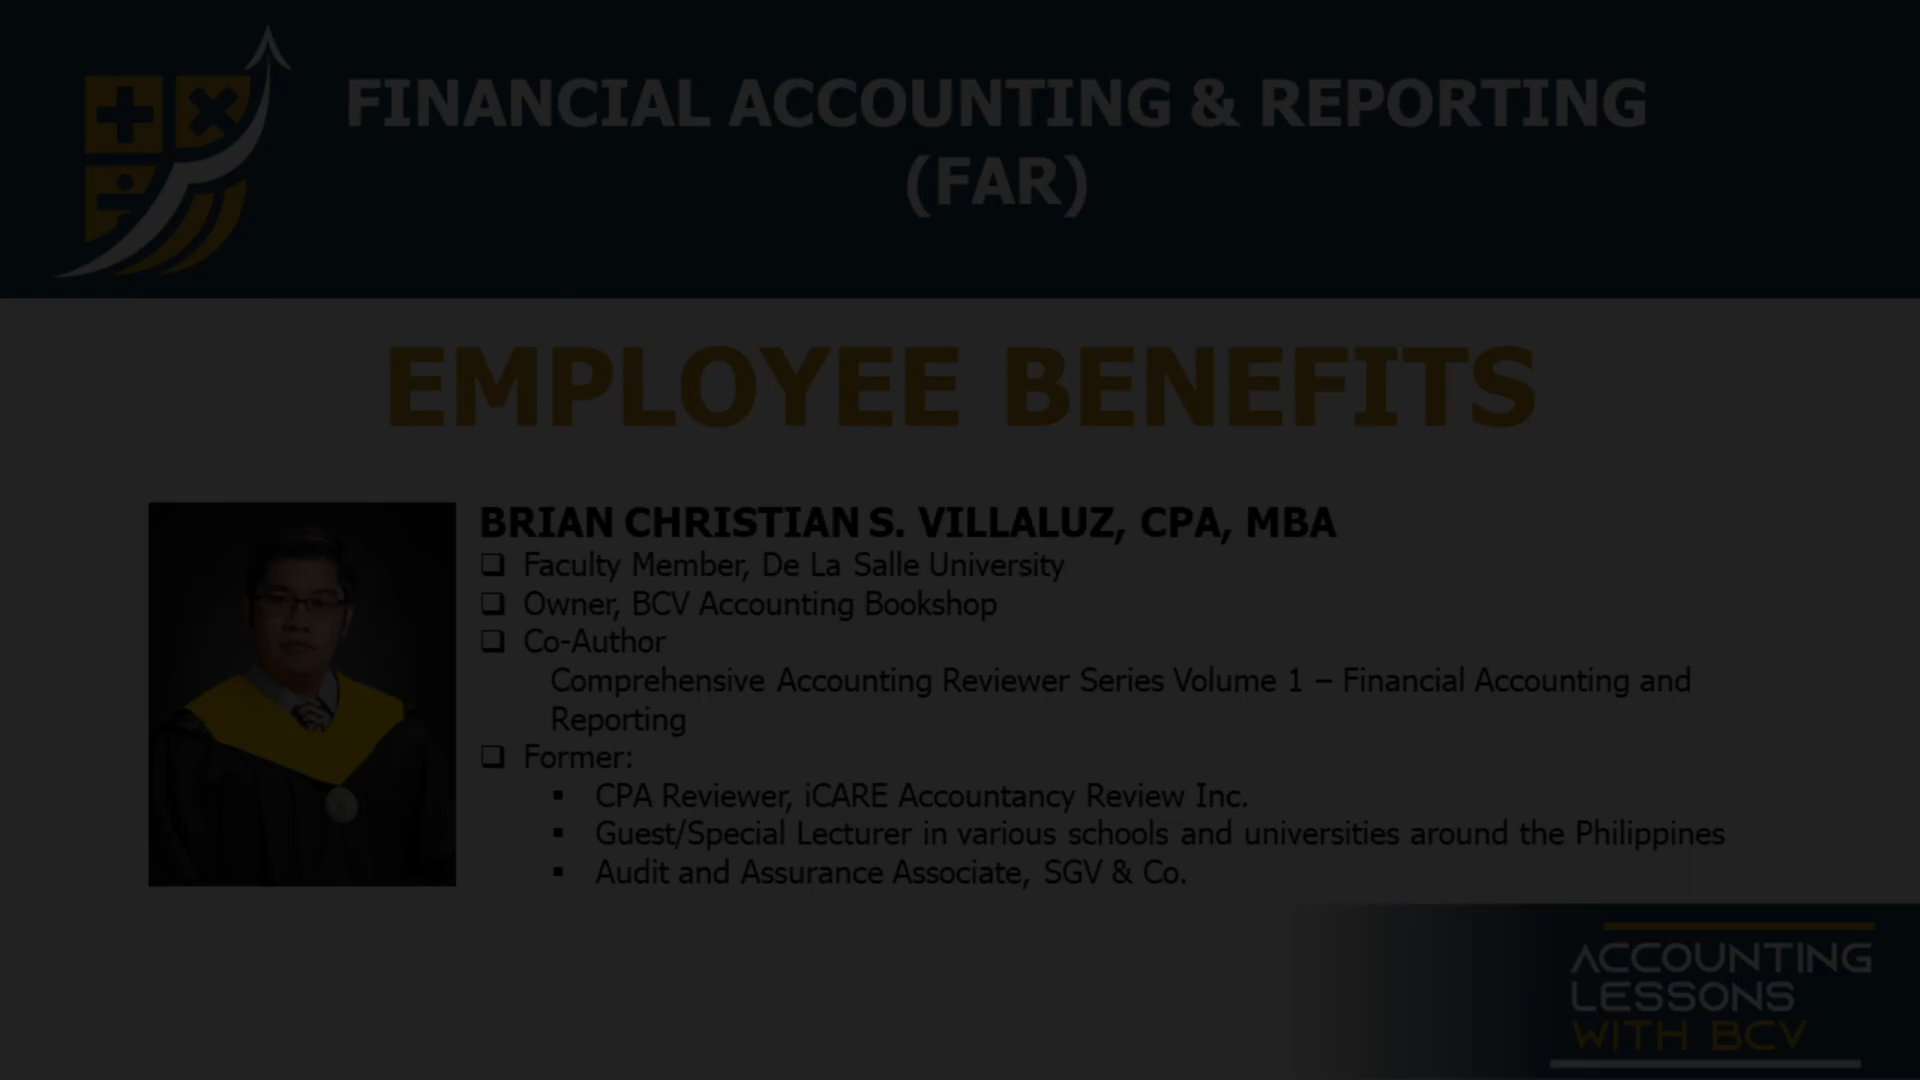 FINANCIAL ACCOUNTING & REPORTING
(FAR)
EMPLOYEE BENEFITS
BRIAN CHRISTIAN S. VILLALUZ, CPA, MBA
❑ Faculty Member, De La Salle University
❑ Owner, BCV Accounting Bookshop
❑ Co-Author
Comprehensive Accounting Reviewer Series Volume 1 – Financial Accounting and
Reporting
❑ Former:
▪ CPA Reviewer, iCARE Accountancy Review Inc.
▪ Guest/Special Lecturer in various schools and universities around the Philippines
▪ Audit and Assurance Associate, SGV & Co.
ACCOUNTING
LESSONS
WITH BCV